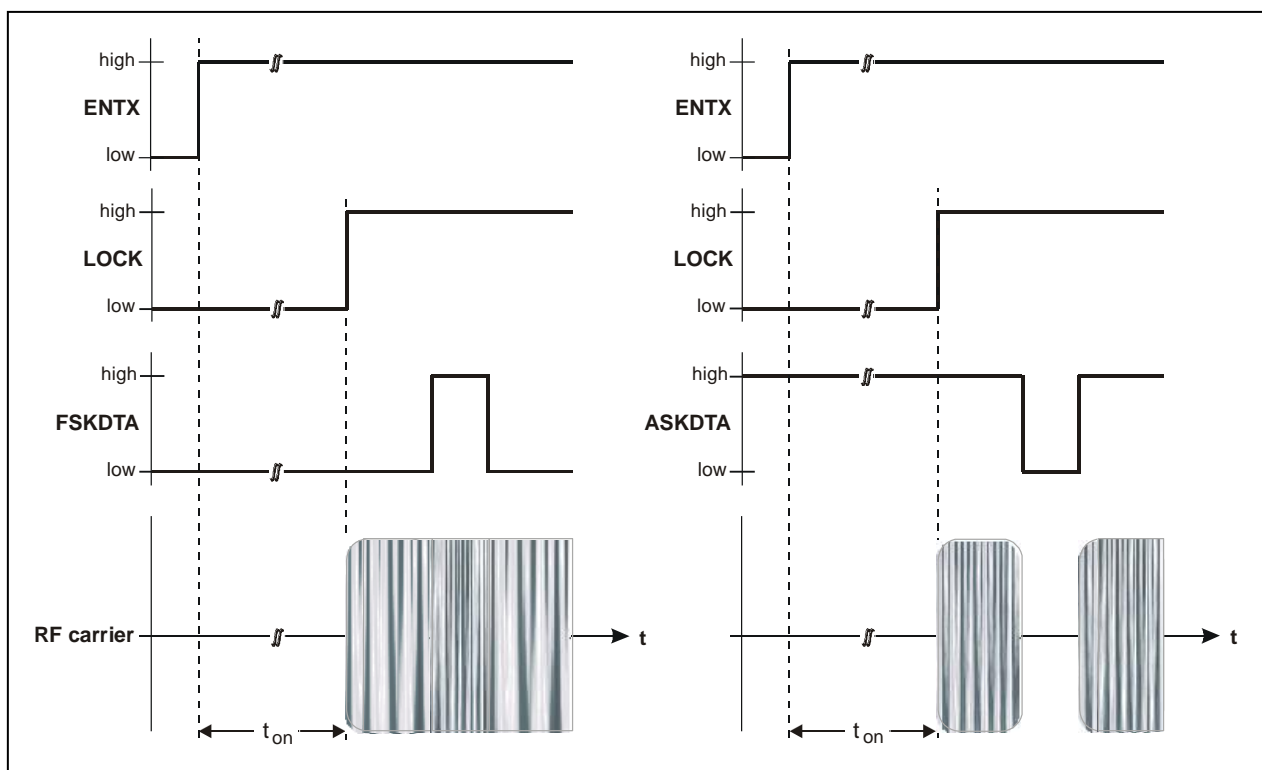 high
ENTX
low
high
LOCK
low
high
FSKDTA
low
RF carrier
t
t on
high
ENTX
low
high
LOCK
low
high
ASKDTA
low
t
t on